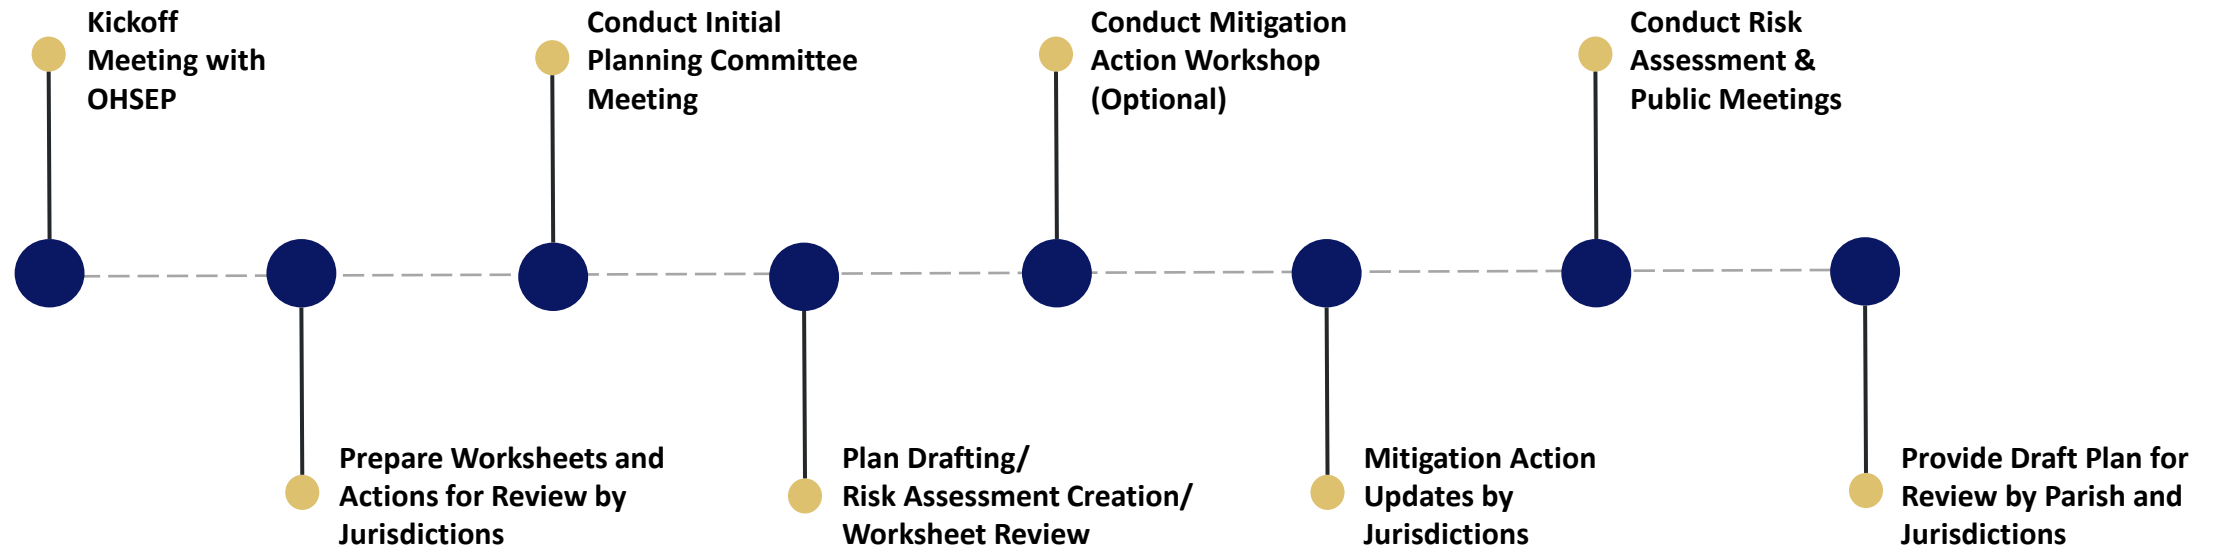 Kickoff
Meeting with
OHSEP
Conduct Initial
Planning Committee
Meeting
Conduct Mitigation
Action Workshop
(Optional)
Conduct Risk
Assessment &
Public Meetings
Prepare Worksheets and
Actions for Review by
Jurisdictions
Plan Drafting/
Risk Assessment Creation/
Worksheet Review
Mitigation Action
Updates by
Jurisdictions
Provide Draft Plan for
Review by Parish and
Jurisdictions